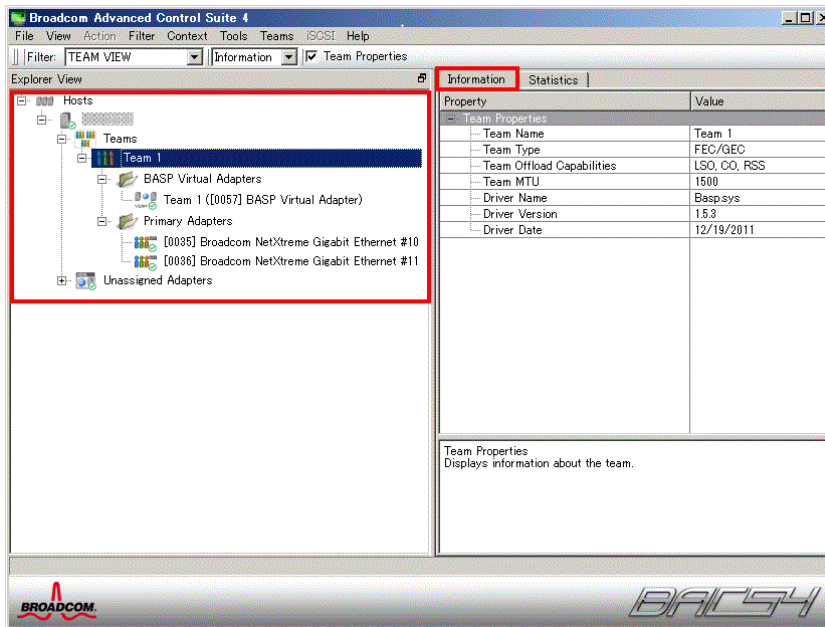 Broadcom Advanced Control Suite 4
File View Action Filter Context Tools Teams iSCSI Help
Filter: TEAM VIEW Information Team Properties
Explorer View
Hosts
Teams
Team 1
BASP Virtual Adapters
Team 1 ([0057] BASP Virtual Adapter)
Primary Adapters
[0035] Broadcom NetXtreme Gigabit Ethernet #10
[0036] Broadcom NetXtreme Gigabit Ethernet #11
Unassigned Adapters
Information Statistics
Property Value
Team Properties
Team Name Team 1
Team Type FEC/GEC
Team Offload Capabilities LSO, CO, RSS
Team MTU 1500
Driver Name Basp.sys
Driver Version 1.5.3
Driver Date 12/19/2011
Team Properties
Displays information about the team.
BROADCOM.
BACS4